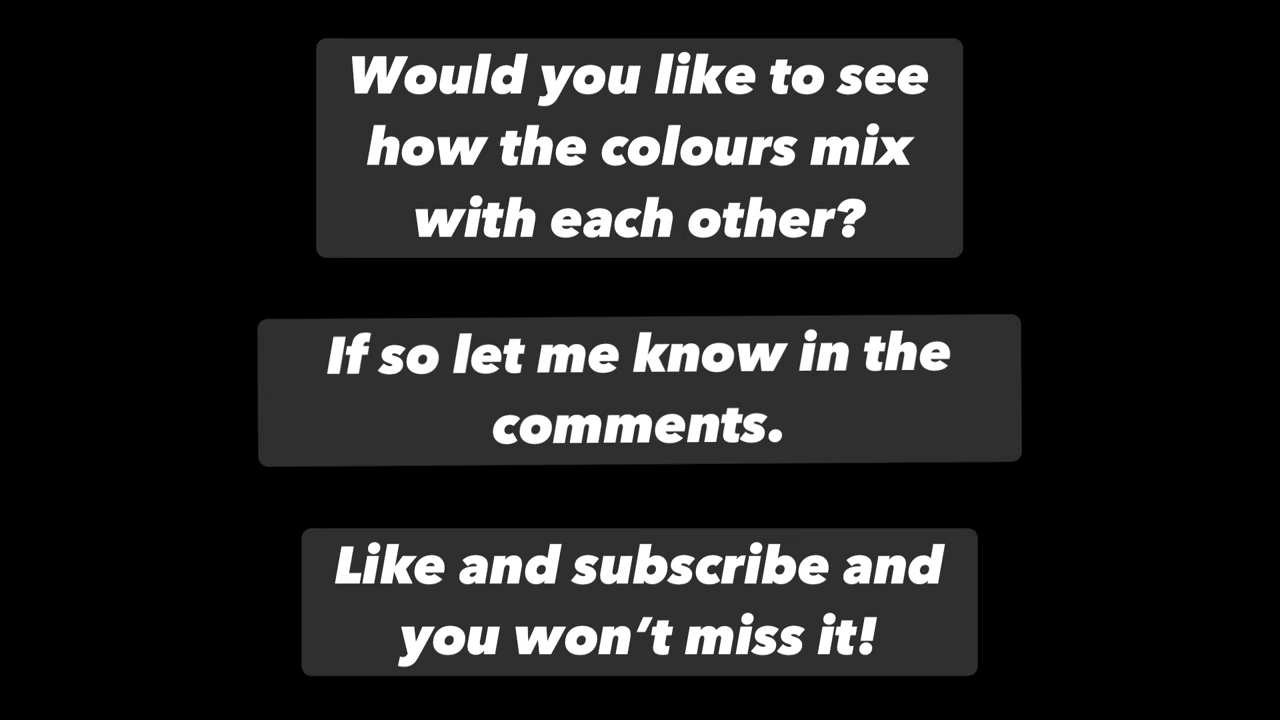 Would you like to see
how the colours mix
with each other?
If so let me know in the
comments.
Like and subscribe and
you won’t miss it!